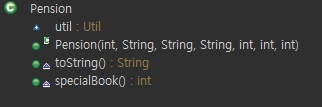 Pension
util : Util
Pension(int, String, String, String, int, int, int)
toString() : String
specialBook() : int